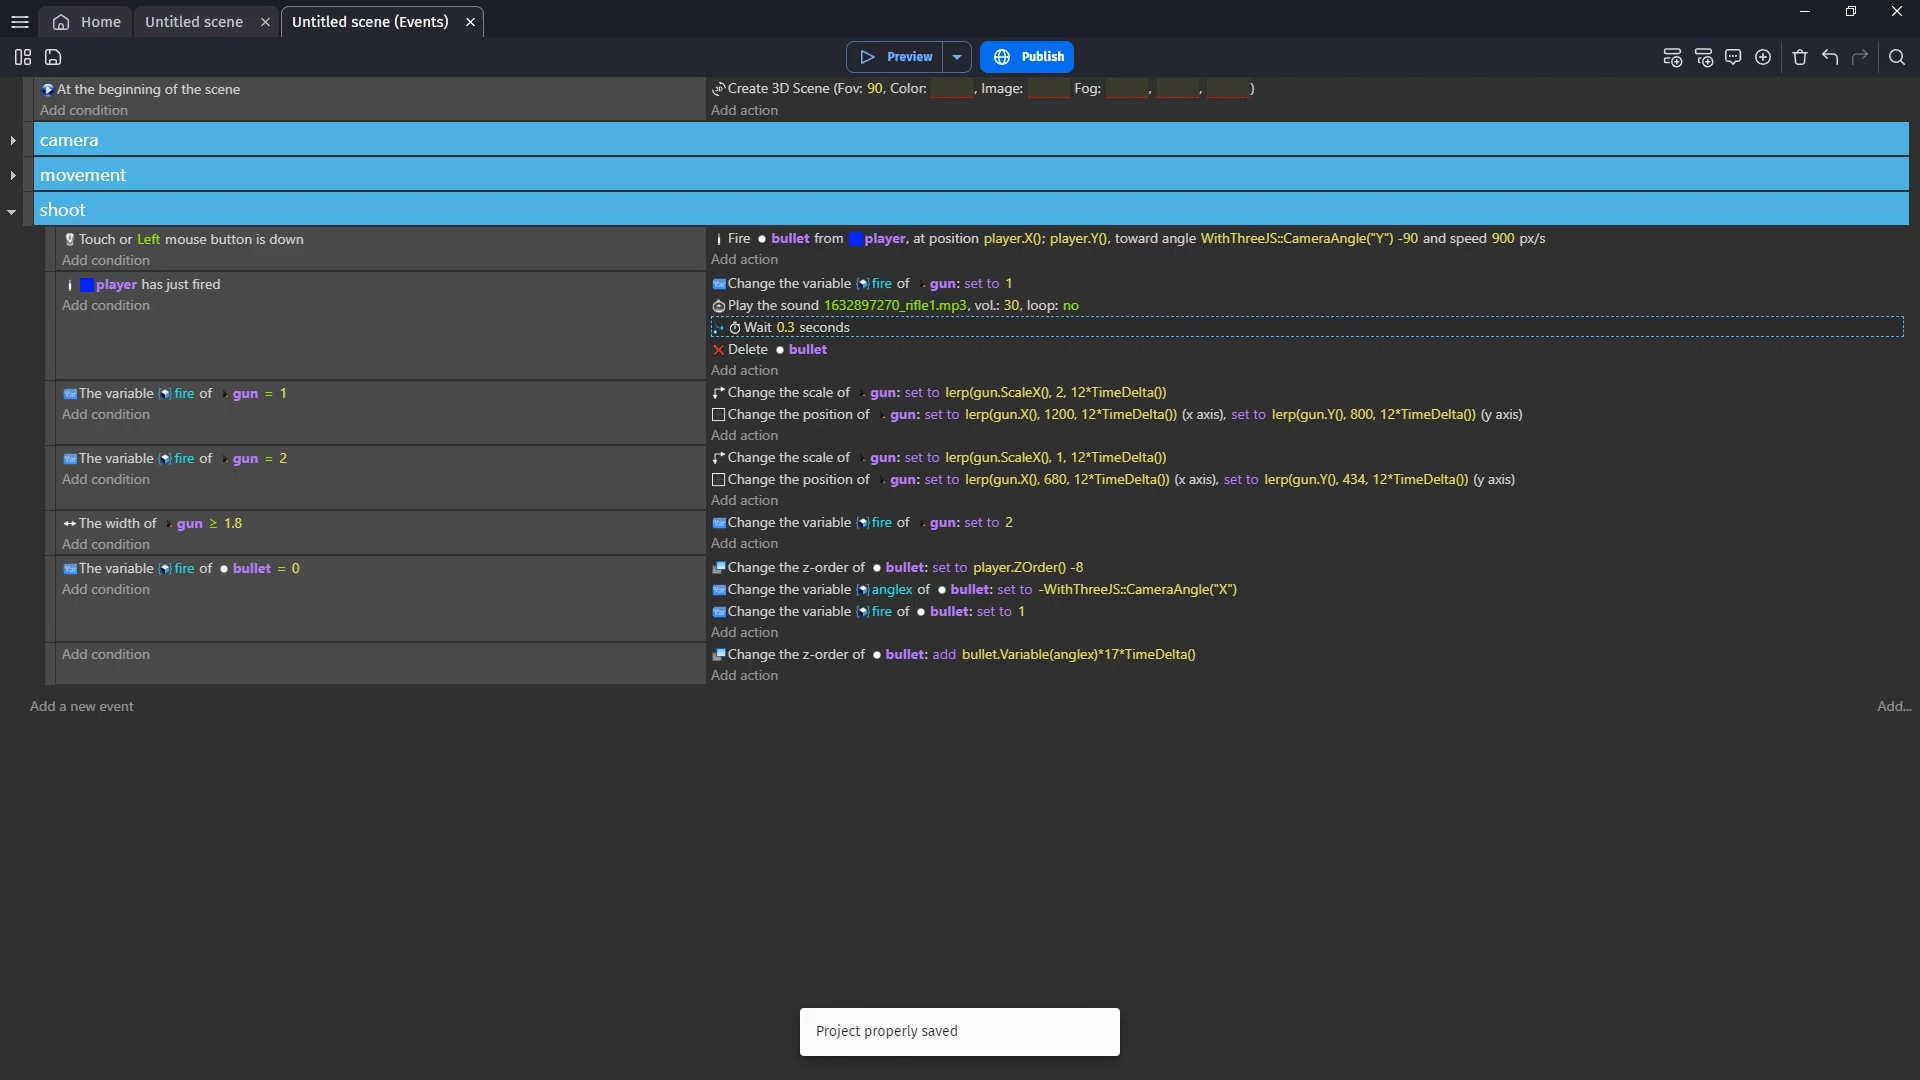 Home
Untitled scene
Untitled scene (Events)
Preview
Publish
At the beginning of the scene
Add condition
Create 3D Scene (Fov: 90, Color: , Image: Fog: , , )
Add action
camera
movement
shoot
Touch or Left mouse button is down
Add condition
Fire bullet from player, at position player.X(); player.Y(), toward angle WithThreeJS::CameraAngle("Y") -90 and speed 900 px/s
Add action
player has just fired
Add condition
Change the variable fire of gun: set to 1
Play the sound 1632897270_rifle1.mp3, vol.: 30, loop: no
Wait 0.3 seconds
Delete bullet
Add action
The variable fire of gun = 1
Add condition
Change the scale of gun: set to lerp(gun.ScaleX(), 2, 12*TimeDelta())
Change the position of gun: set to lerp(gun.X(), 1200, 12*TimeDelta()) (x axis), set to lerp(gun.Y(), 800, 12*TimeDelta()) (y axis)
Add action
The variable fire of gun = 2
Add condition
Change the scale of gun: set to lerp(gun.ScaleX(), 1, 12*TimeDelta())
Change the position of gun: set to lerp(gun.X(), 680, 12*TimeDelta()) (x axis), set to lerp(gun.Y(), 434, 12*TimeDelta()) (y axis)
Add action
The width of gun ≥ 1.8
Add condition
Change the variable fire of gun: set to 2
Add action
The variable fire of bullet = 0
Add condition
Change the z-order of bullet: set to player.ZOrder() -8
Change the variable anglex of bullet: set to -WithThreeJS::CameraAngle("X")
Change the variable fire of bullet: set to 1
Add action
Add condition
Change the z-order of bullet: add bullet.Variable(anglex)*17*TimeDelta()
Add action
Add a new event
Add...
Project properly saved